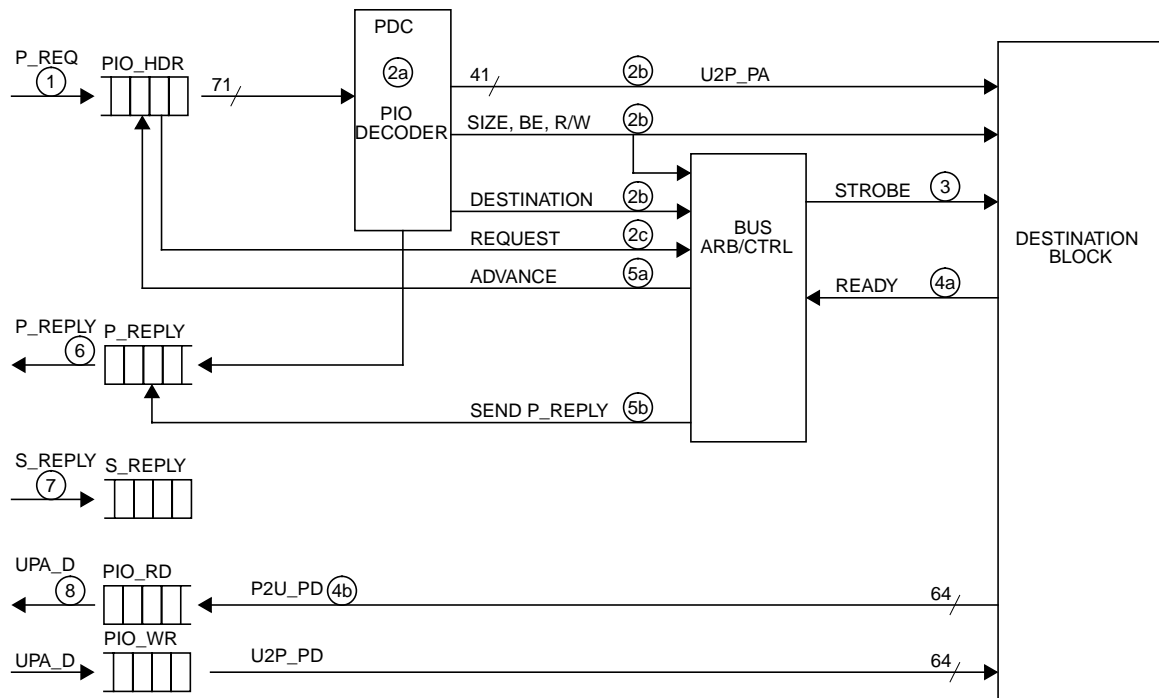 PDC
P_REQ
1
PIO_HDR
71
2a
PIO
DECODER
41
2b
U2P_PA
SIZE, BE, R/W
2b
DESTINATION
2b
REQUEST
2c
ADVANCE
5a
BUS
ARB/CTRL
STROBE
3
READY
4a
DESTINATION
BLOCK
P_REPLY
6
P_REPLY
SEND P_REPLY
5b
S_REPLY
7
S_REPLY
UPA_D
8
PIO_RD
P2U_PD
4b
64
PIO_WR
UPA_D
U2P_PD
64